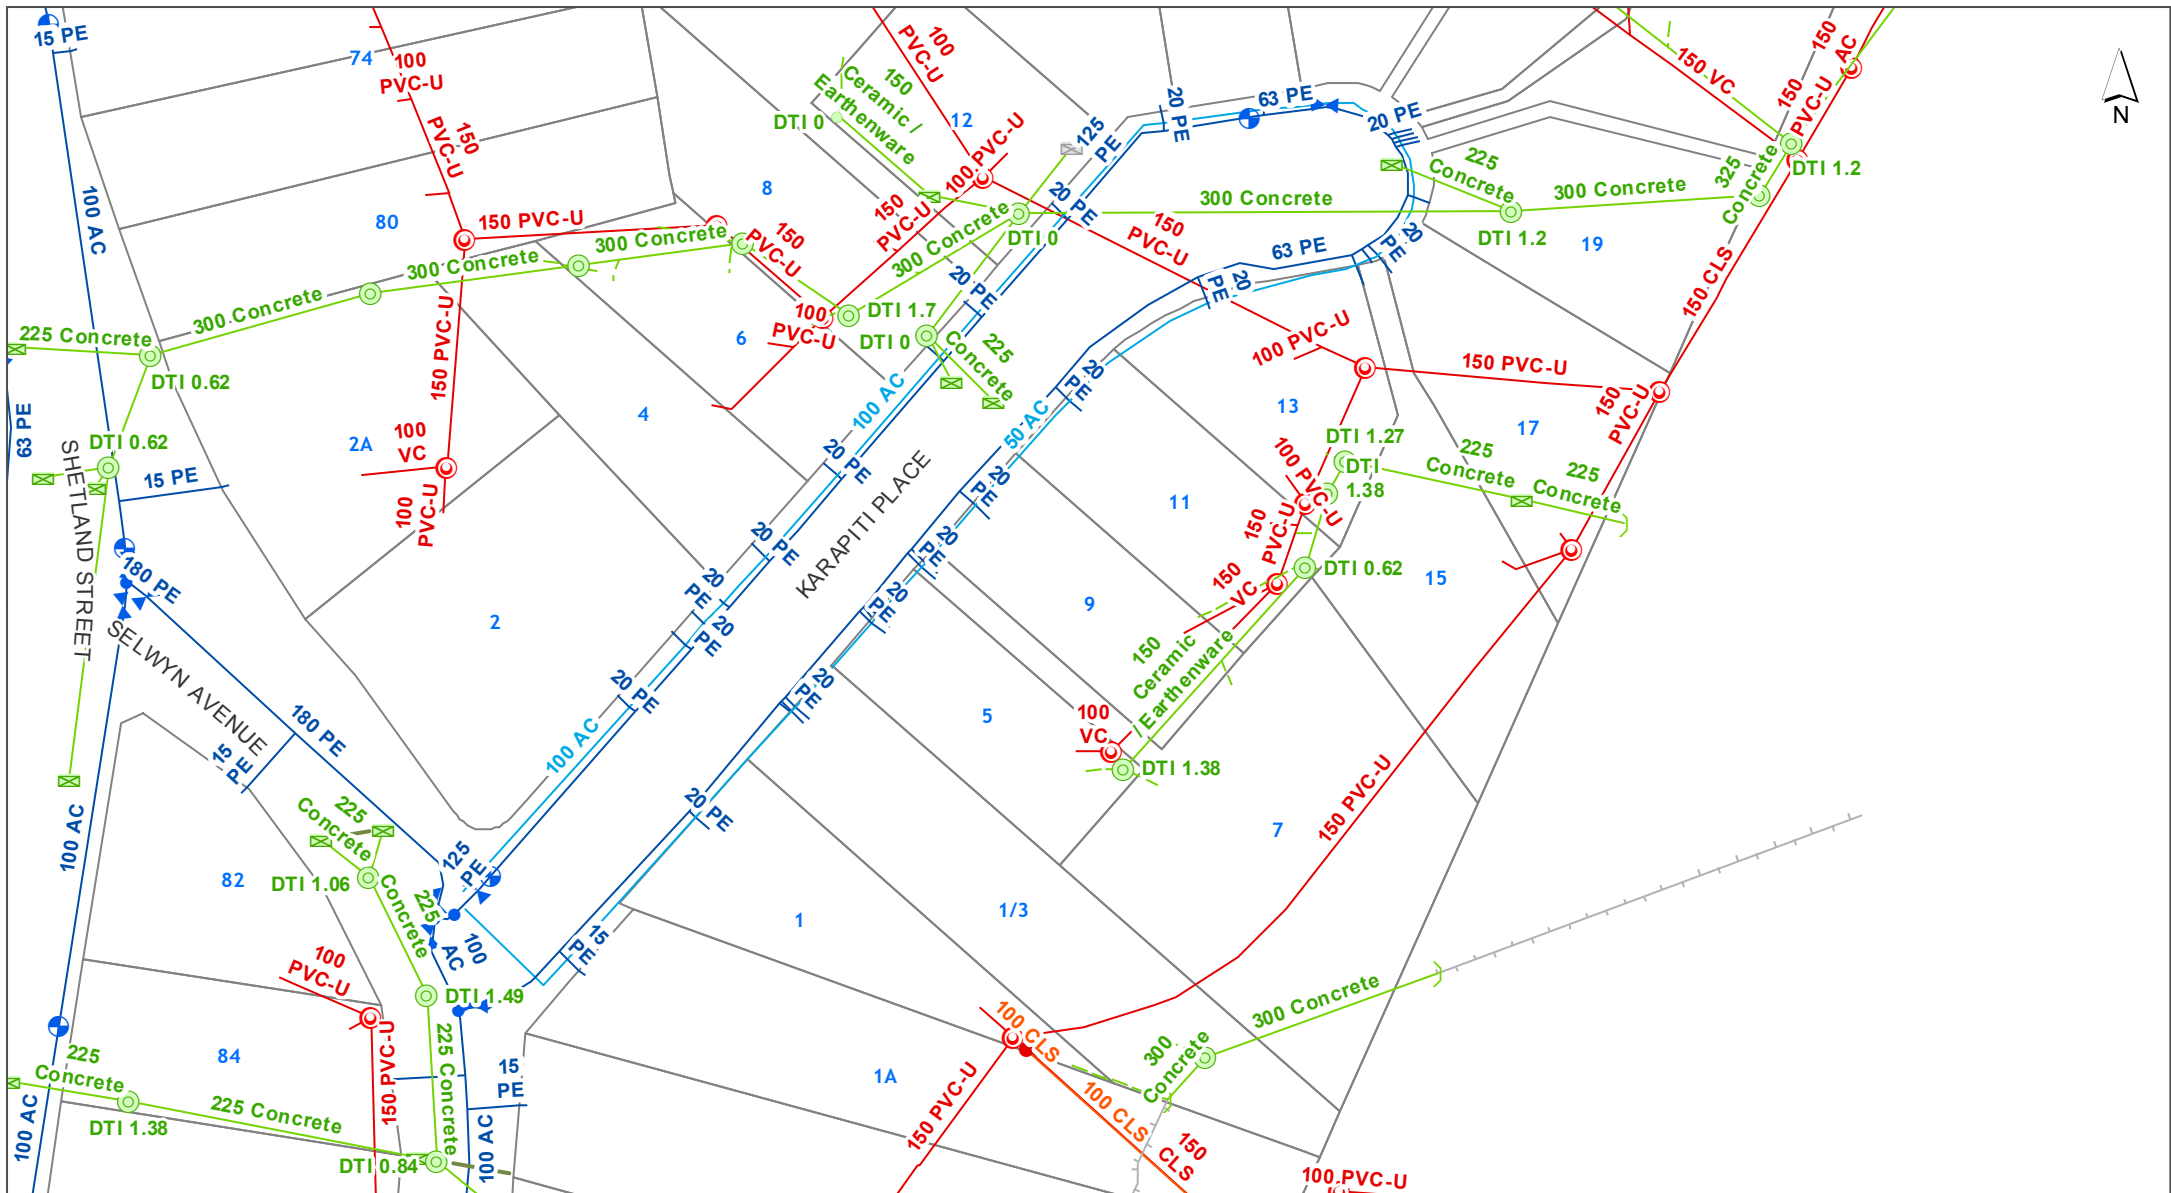 15 PE
74
100
PVC-U
100
PVC-U
150
Ceramic /
Earthenware
DTI 0
12
125
PE
20 PE
63 PE
20 PE
150 VC
150
AC
150
PVC-U
N
100 AC
150
PVC-U
80
150 PVC-U
8
100 PVC-U
150
PVC-U
20 PE
300 Concrete
225
Concrete
300 Concrete
325
Concrete
DTI 1.2
DTI 1.2
19
300 Concrete
300 Concrete
300 Concrete
150
PVC-U
300 Concrete
DTI 0
150
PVC-U
63 PE
20
PE
20
PE
20 PE
225 Concrete
DTI 0.62
150 PVC-U
100
PVC-U
DTI 1.7
DTI 0
6
225
Concrete
150 CLS
100 PVC-U
150 PVC-U
150
PVC-U
63 PE
DTI 0.62
2A
100
VC
4
100 AC
20
PE
50 AC
13
17
DTI 1.27
DTI
1.38
225
Concrete
225
Concrete
SHETLAND STREET
15 PE
100
PVC-U
20 PE
KARAPITI PLACE
20
PE
11
100 PVC-U
150
PVC-U
20 PE
20
PE
180 PE
20
PE
20
PE
20
PE
9
150
VC
DTI 0.62
15
2
SELWYN AVENUE
20 PE
20
PE
150
Ceramic
/ Earthenware
180 PE
15
PE
100 AC
5
100
VC
DTI 1.38
20 PE
7
150 PVC-U
100 AC
225
Concrete
125
PE
82
DTI 1.06
225
Concrete
100
AC
15
PE
1
1/3
100
PVC-U
DTI 1.49
300 Concrete
100 CLS
300
Concrete
84
225
Concrete
150 PVC-U
225 Concrete
15
PE
1A
150 PVC-U
100 CLS
225 Concrete
100 AC
DTI 1.38
DTI 0.84
100 AC
150
CLS
100 PVC-U